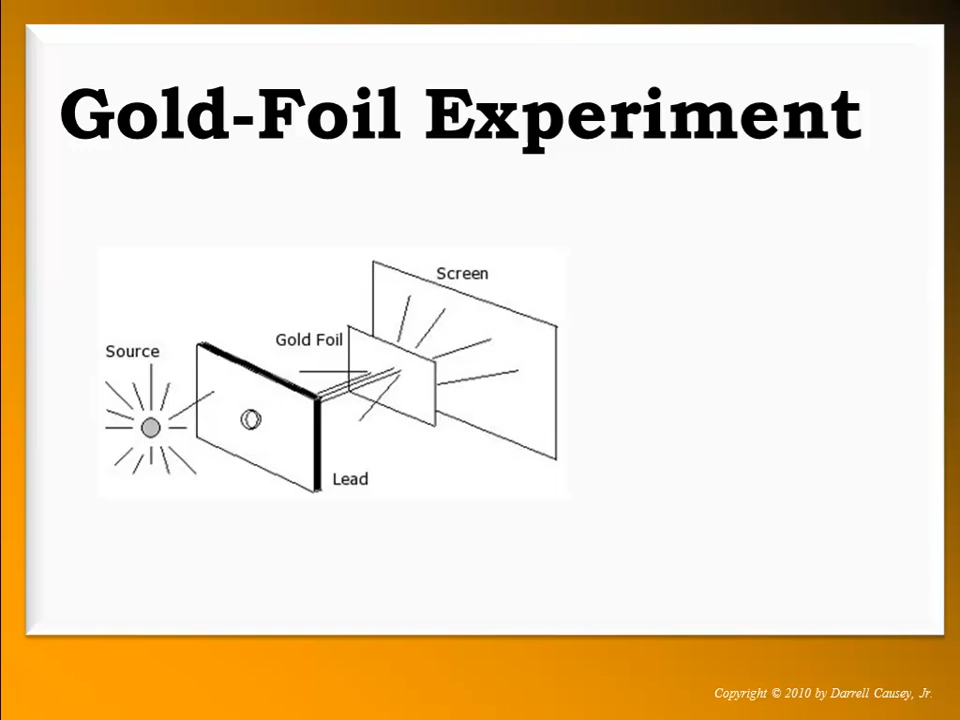 Gold-Foil Experiment
Screen
Gold Foil
Source
Lead
Copyright © 2010 by Darrell Causey, Jr.